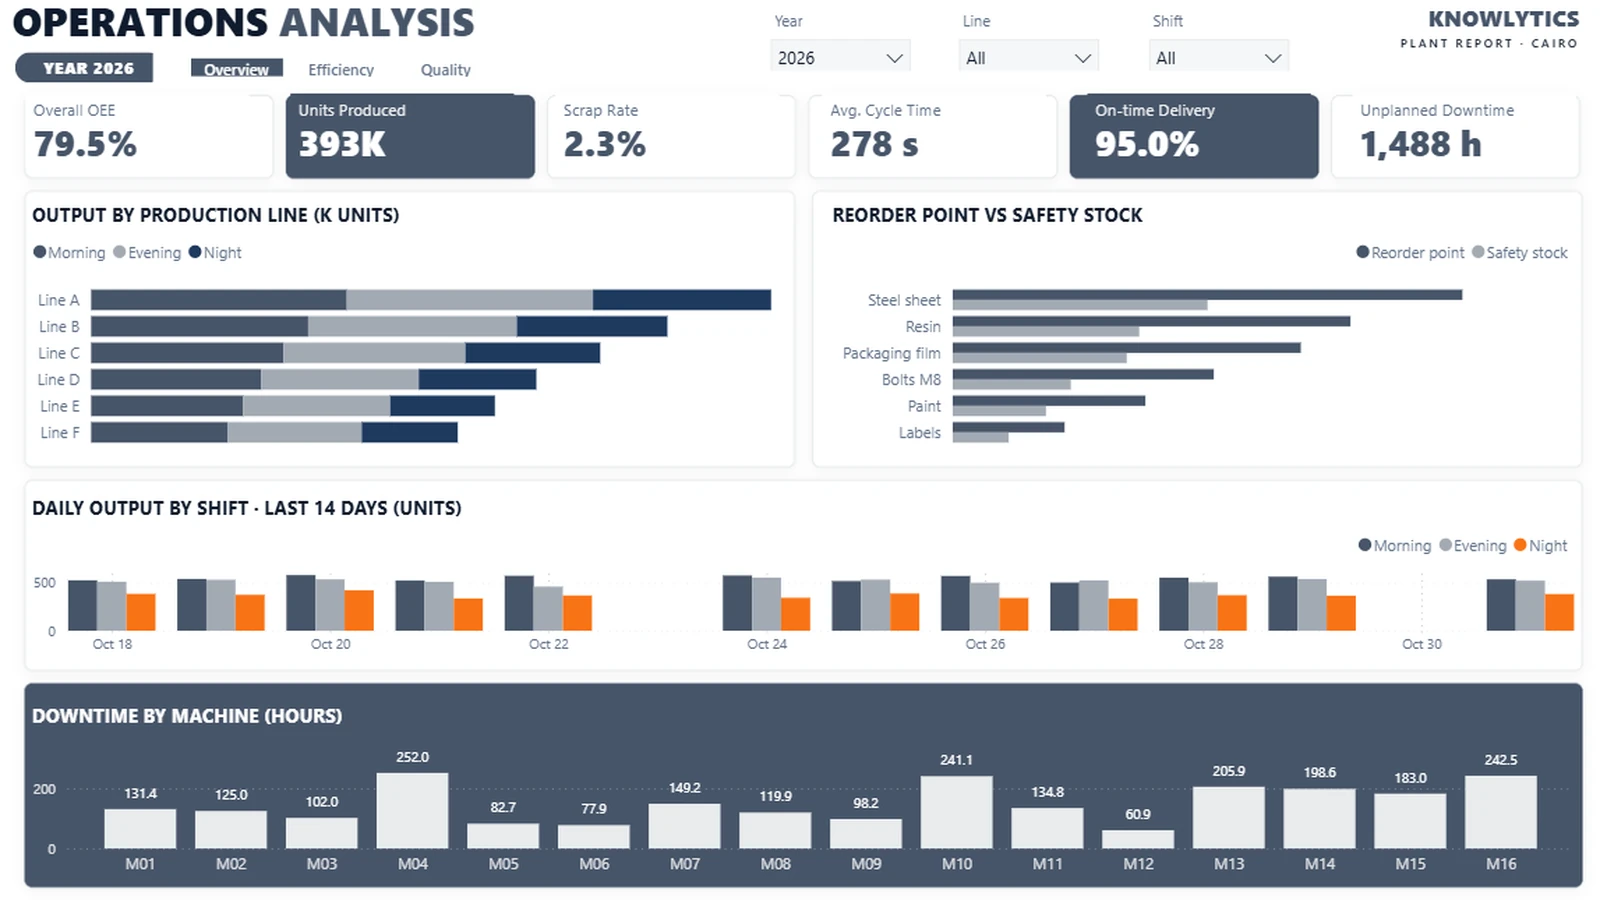 OPERATIONS ANALYSIS
Year
Line
Shift
KNOWLYTICS
PLANT REPORT · CAIRO
2026
All
All
YEAR 2026
Overview
Efficiency
Quality
Overall OEE
79.5%
Units Produced
393K
Scrap Rate
2.3%
Avg. Cycle Time
278 s
On-time Delivery
95.0%
Unplanned Downtime
1,488 h
OUTPUT BY PRODUCTION LINE (K UNITS)
Morning Evening Night
Line A
Line B
Line C
Line D
Line E
Line F
REORDER POINT VS SAFETY STOCK
Reorder point Safety stock
Steel sheet
Resin
Packaging film
Bolts M8
Paint
Labels
DAILY OUTPUT BY SHIFT · LAST 14 DAYS (UNITS)
Morning Evening Night
500
0
Oct 18 Oct 20 Oct 22 Oct 24 Oct 26 Oct 28 Oct 30
DOWNTIME BY MACHINE (HOURS)
200
0
131.4 125.0 102.0 252.0 82.7 77.9 149.2 119.9 98.2 241.1 134.8 60.9 205.9 198.6 183.0 242.5
M01 M02 M03 M04 M05 M06 M07 M08 M09 M10 M11 M12 M13 M14 M15 M16